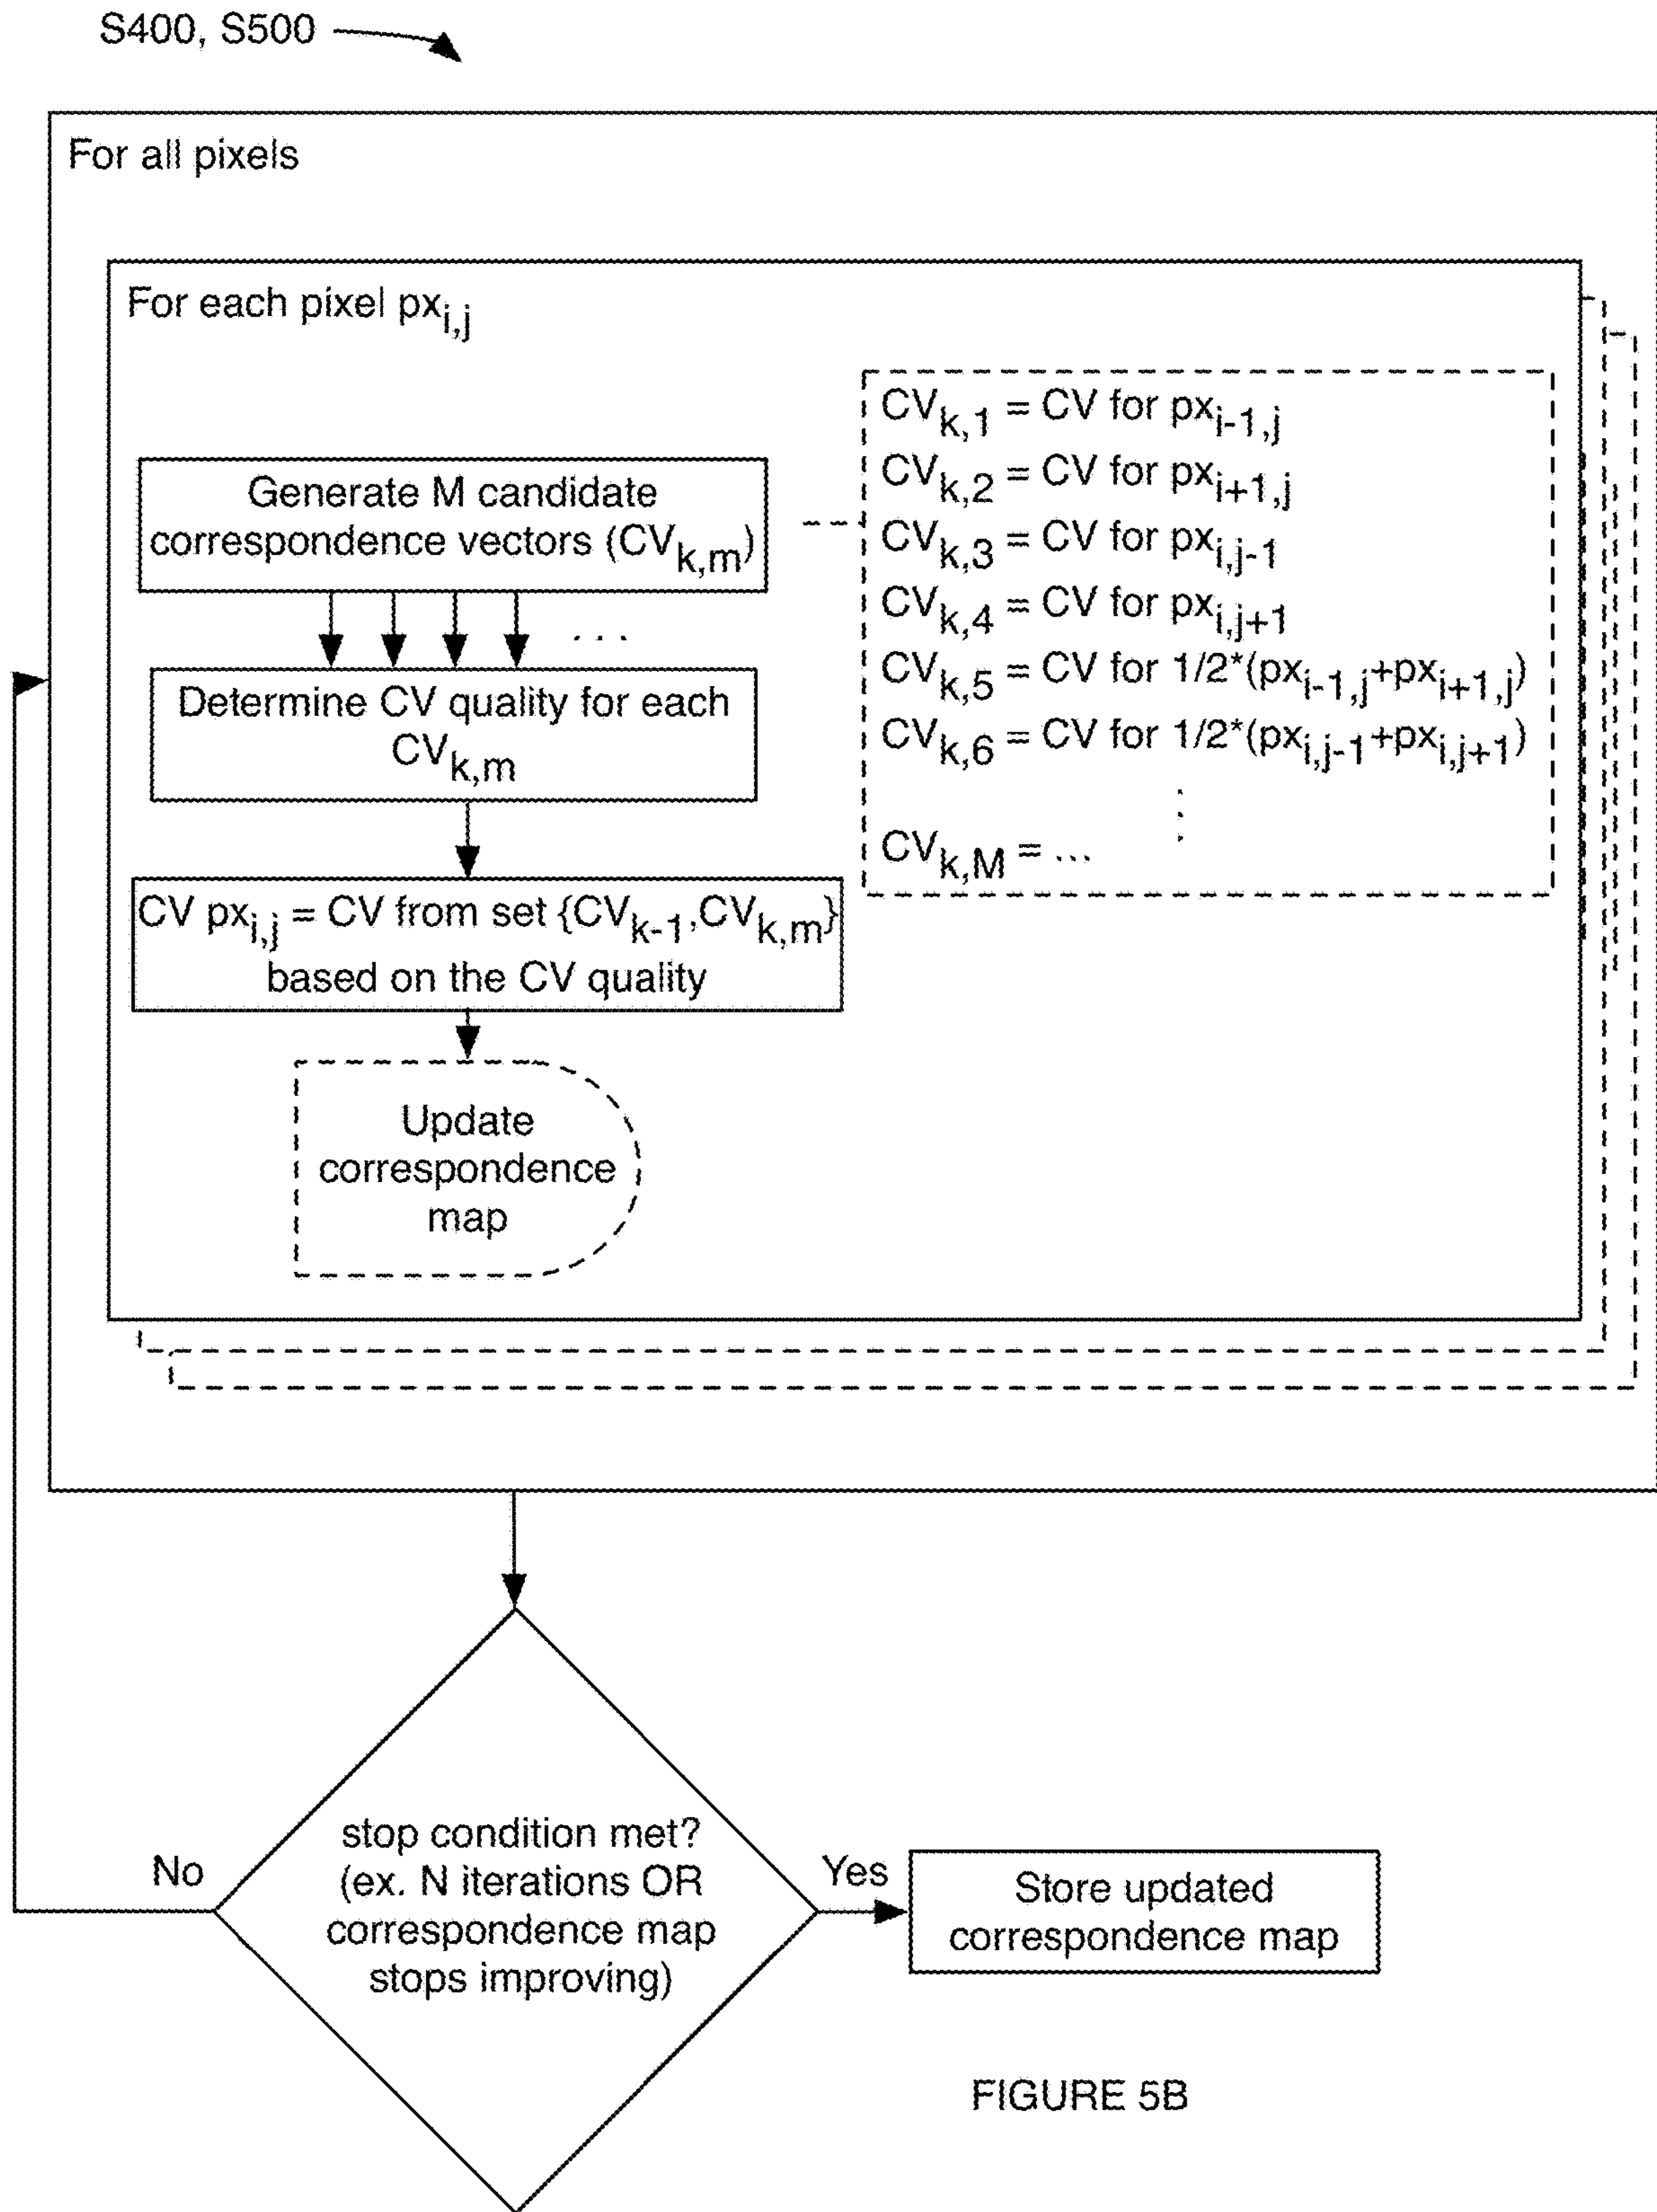 S400, S500
For all pixels
For each pixel px_{i,j}
Generate M candidate
correspondence vectors (CV_{k,m})
. . .
Determine CV quality for each
CV_{k,m}
CV px_{i,j} = CV from set {CV_{k-1},CV_{k,m}}
based on the CV quality
Update
correspondence
map
CV_{k,1} = CV for px_{i-1,j}
CV_{k,2} = CV for px_{i+1,j}
CV_{k,3} = CV for px_{i,j-1}
CV_{k,4} = CV for px_{i,j+1}
CV_{k,5} = CV for 1/2*(px_{i-1,j}+px_{i+1,j})
CV_{k,6} = CV for 1/2*(px_{i,j-1}+px_{i,j+1})
⋮
CV_{k,M} = ...
stop condition met?
(ex. N iterations OR
correspondence map
stops improving)
No
Yes
Store updated
correspondence map
FIGURE 5B